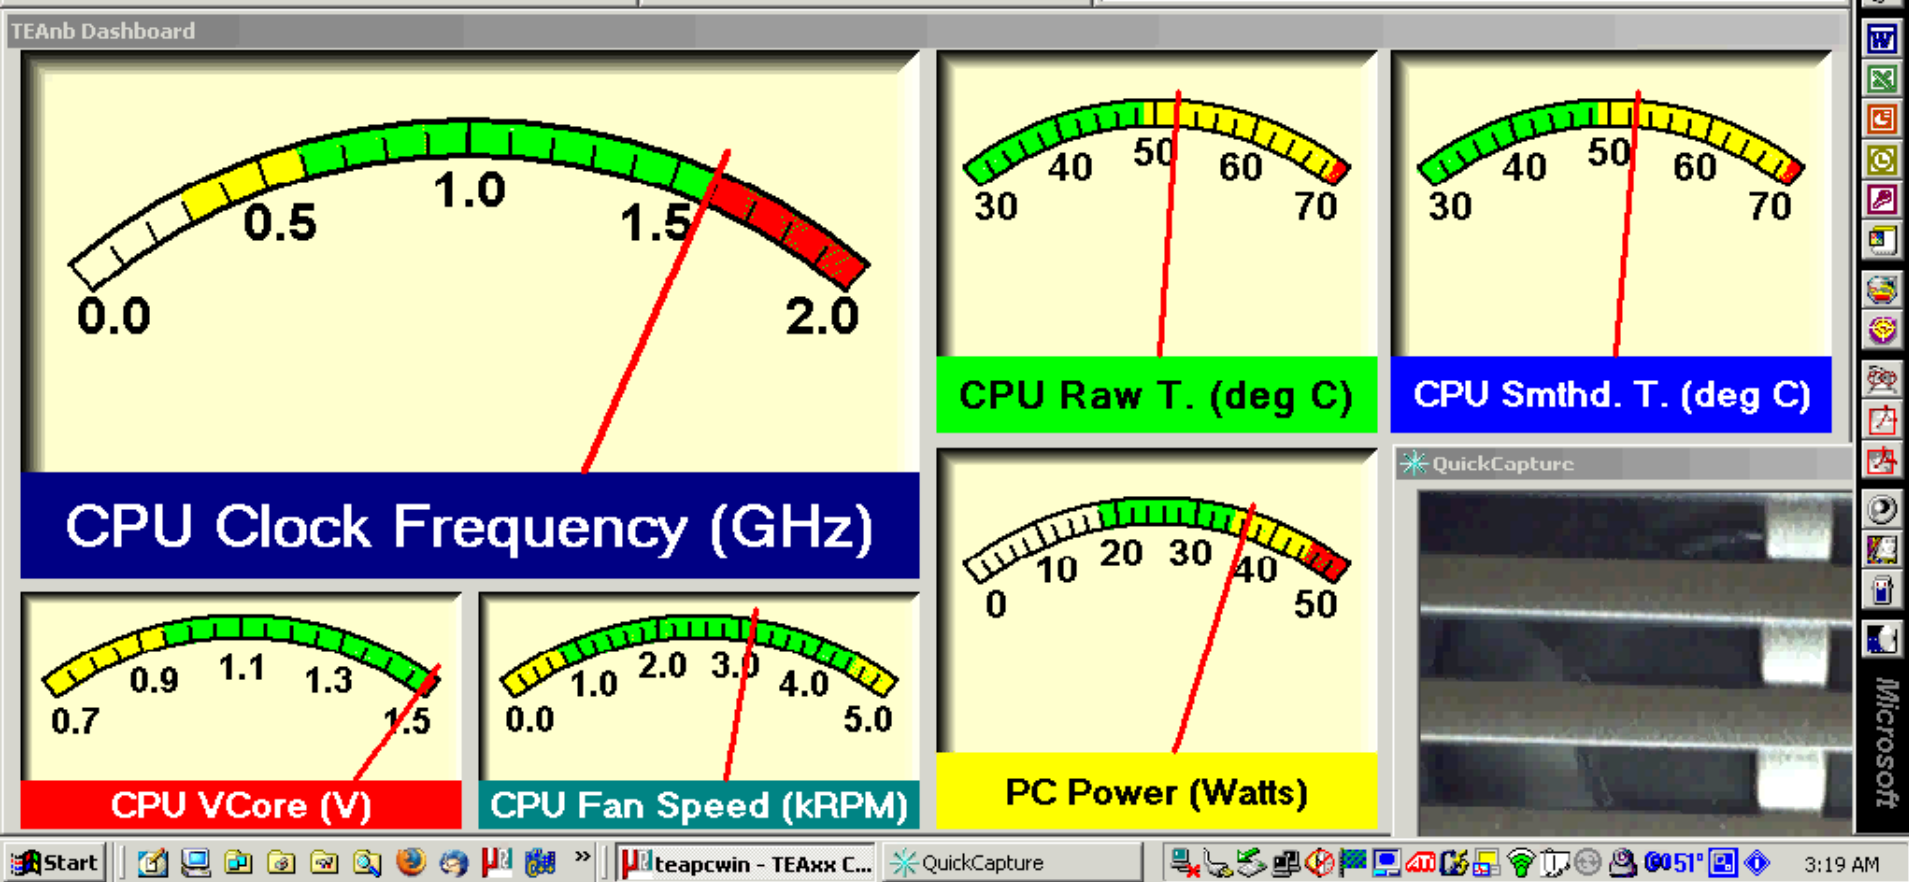 TEAnb Dashboard
0.0 0.5 1.0 1.5 2.0
CPU Clock Frequency (GHz)
30 40 50 60 70
CPU Raw T. (deg C)
30 40 50 60 70
CPU Smthd. T. (deg C)
0.7 0.9 1.1 1.3 1.5
CPU VCore (V)
0.0 1.0 2.0 3.0 4.0 5.0
CPU Fan Speed (kRPM)
0 10 20 30 40 50
PC Power (Watts)
QuickCapture
Microsoft
Start
»
teapcwin - TEAxx C...
QuickCapture
51°
3:19 AM